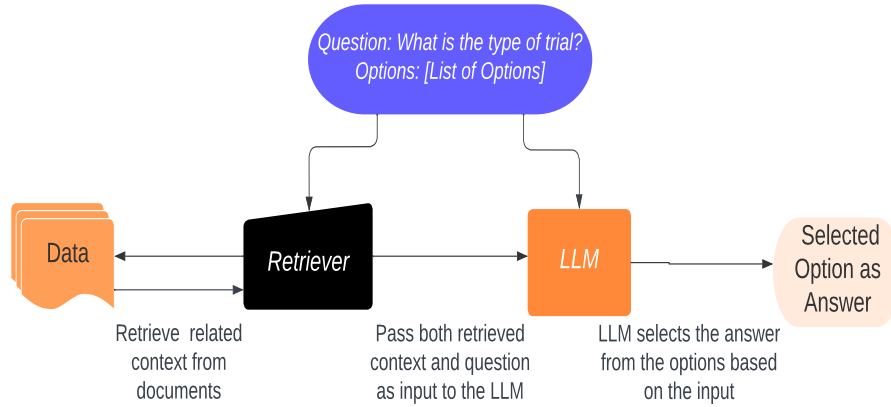 Question: What is the type of trial?
Options: [List of Options]
Data
Retriever
LLM
Selected
Option as
Answer
Retrieve related
context from
documents
Pass both retrieved
context and question
as input to the LLM
LLM selects the answer
from the options based
on the input